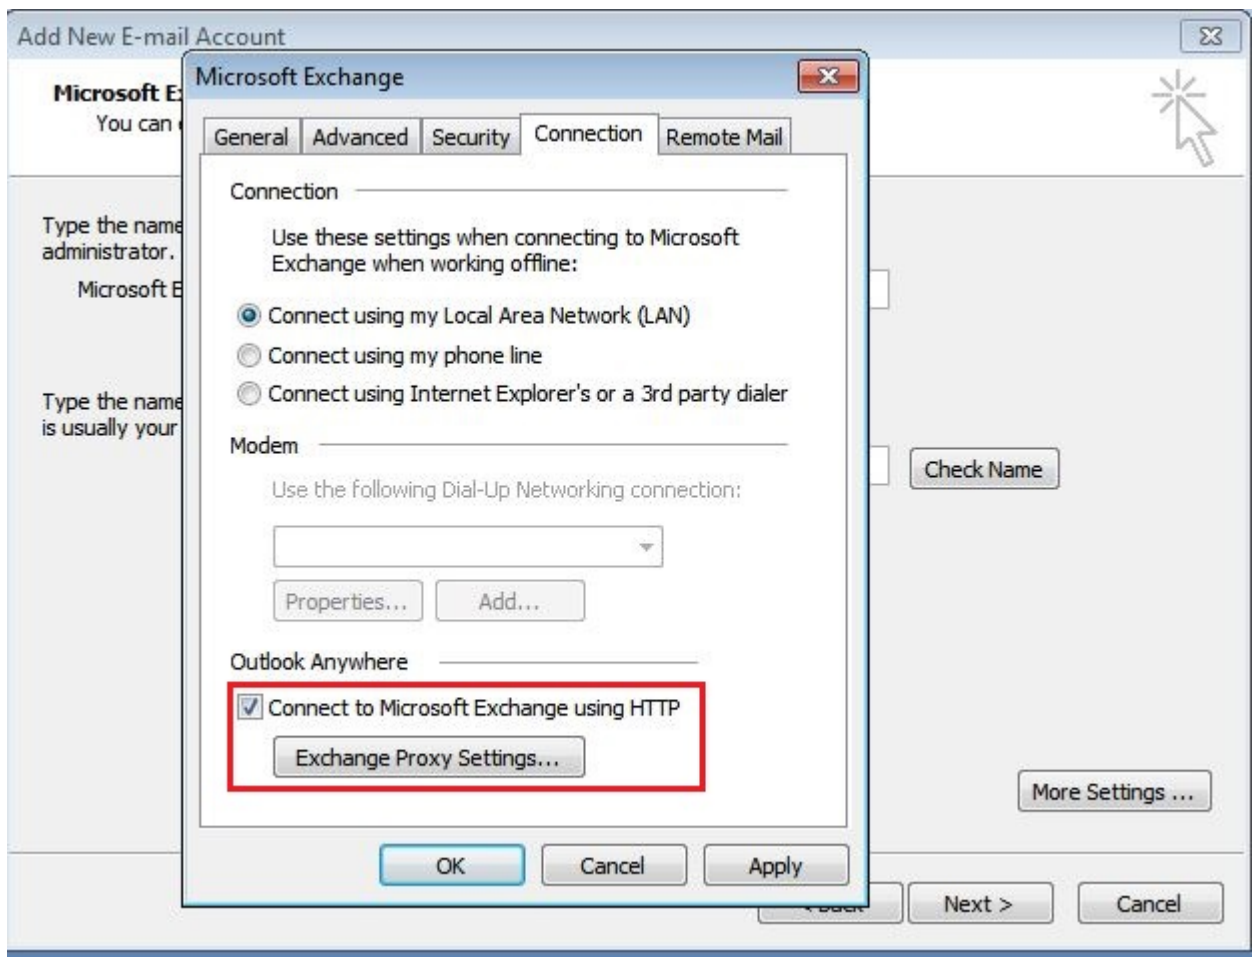 Add New E-mail Account
Microsoft Exchange
Microsoft E
You can
General Advanced Security Connection Remote Mail
Connection
Type the name
administrator.
Microsoft E
Use these settings when connecting to Microsoft
Exchange when working offline:
Connect using my Local Area Network (LAN)
Connect using my phone line
Connect using Internet Explorer's or a 3rd party dialer
Type the name
is usually your
Modem
Use the following Dial-Up Networking connection:
Check Name
Properties... Add...
Outlook Anywhere
Connect to Microsoft Exchange using HTTP
Exchange Proxy Settings...
More Settings ...
OK Cancel Apply
Next > Cancel